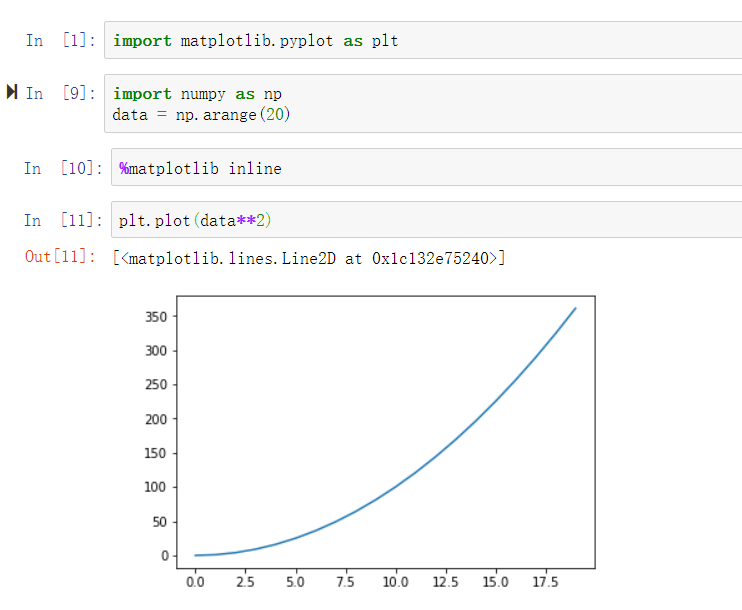 In [1]: import matplotlib.pyplot as plt
In [9]: import numpy as np
data = np.arange(20)
In [10]: %matplotlib inline
In [11]: plt.plot(data**2)
Out[11]: [<matplotlib.lines.Line2D at 0x1c132e75240>]
350
300
250
200
150
100
50
0
0.0 2.5 5.0 7.5 10.0 12.5 15.0 17.5